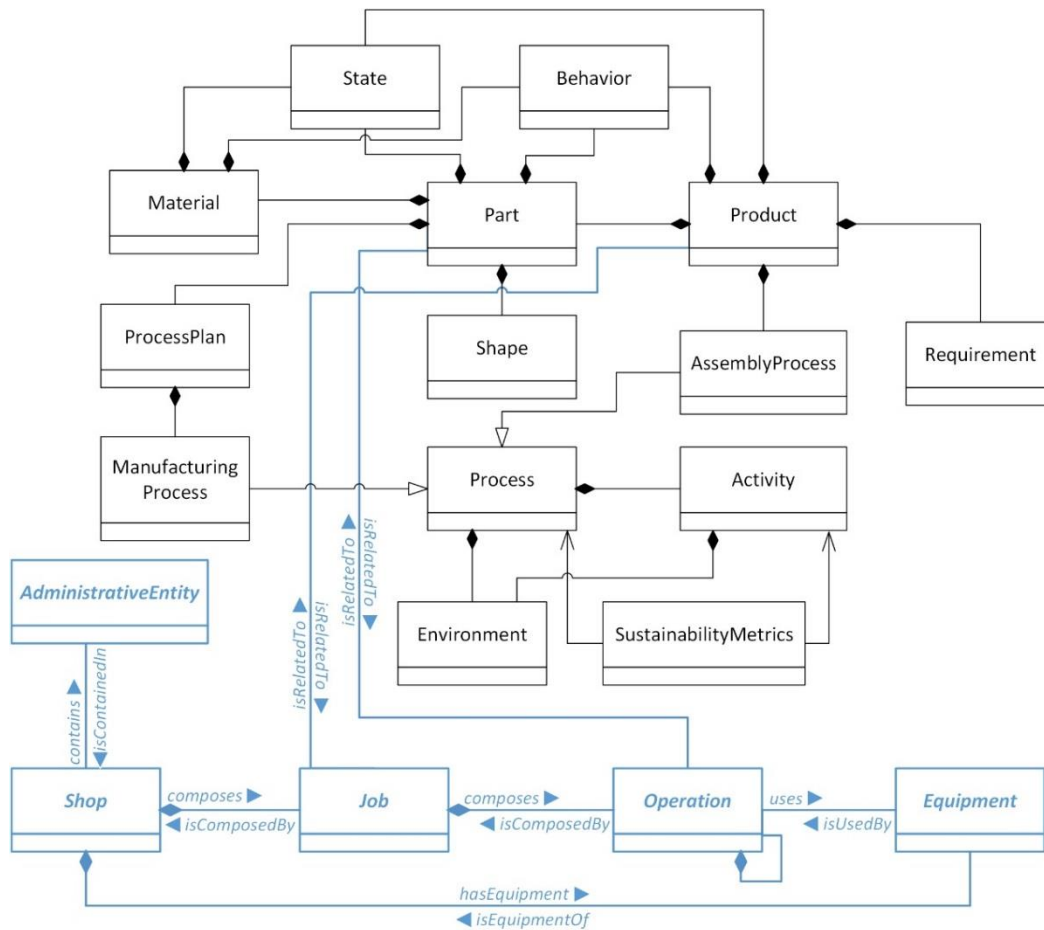 State
Behavior
Material
Part
Product
ProcessPlan
Shape
AssemblyProcess
Requirement
Manufacturing
Process
Process
Activity
AdministrativeEntity
Environment
SustainabilityMetrics
isRelatedTo ▶
isRelatedTo ▶
isRelatedTo ▶
isRelatedTo ▶
contains ▶
isContainedIn ▶
Shop
composes ▶
◀ isComposedBy
Job
composes ▶
◀ isComposedBy
Operation
uses ▶
◀ isUsedBy
Equipment
hasEquipment ▶
◀ isEquipmentOf